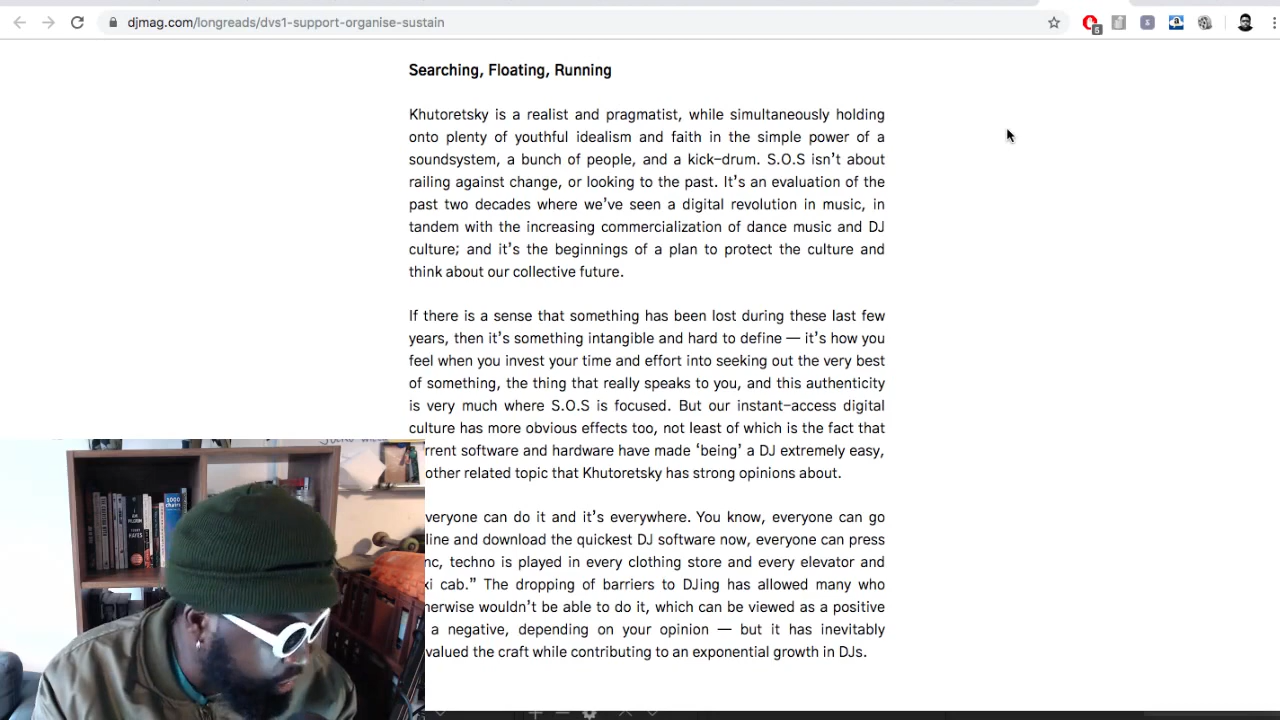 djmag.com/longreads/dvs1-support-organise-sustain
5
Searching, Floating, Running
Khutoretsky is a realist and pragmatist, while simultaneously holding
onto plenty of youthful idealism and faith in the simple power of a
soundsystem, a bunch of people, and a kick-drum. S.O.S isn't about
railing against change, or looking to the past. It's an evaluation of the
past two decades where we've seen a digital revolution in music, in
tandem with the increasing commercialization of dance music and DJ
culture; and it's the beginnings of a plan to protect the culture and
think about our collective future.
If there is a sense that something has been lost during these last few
years, then it's something intangible and hard to define — it's how you
feel when you invest your time and effort into seeking out the very best
of something, the thing that really speaks to you, and this authenticity
is very much where S.O.S is focused. But our instant-access digital
culture has more obvious effects too, not least of which is the fact that
rrent software and hardware have made 'being' a DJ extremely easy,
other related topic that Khutoretsky has strong opinions about.
veryone can do it and it's everywhere. You know, everyone can go
line and download the quickest DJ software now, everyone can press
nc, techno is played in every clothing store and every elevator and
xi cab." The dropping of barriers to DJing has allowed many who
herwise wouldn't be able to do it, which can be viewed as a positive
a negative, depending on your opinion — but it has inevitably
valued the craft while contributing to an exponential growth in DJs.
I AM
PILGRIM
TERRY
HAYES
1000
chairs